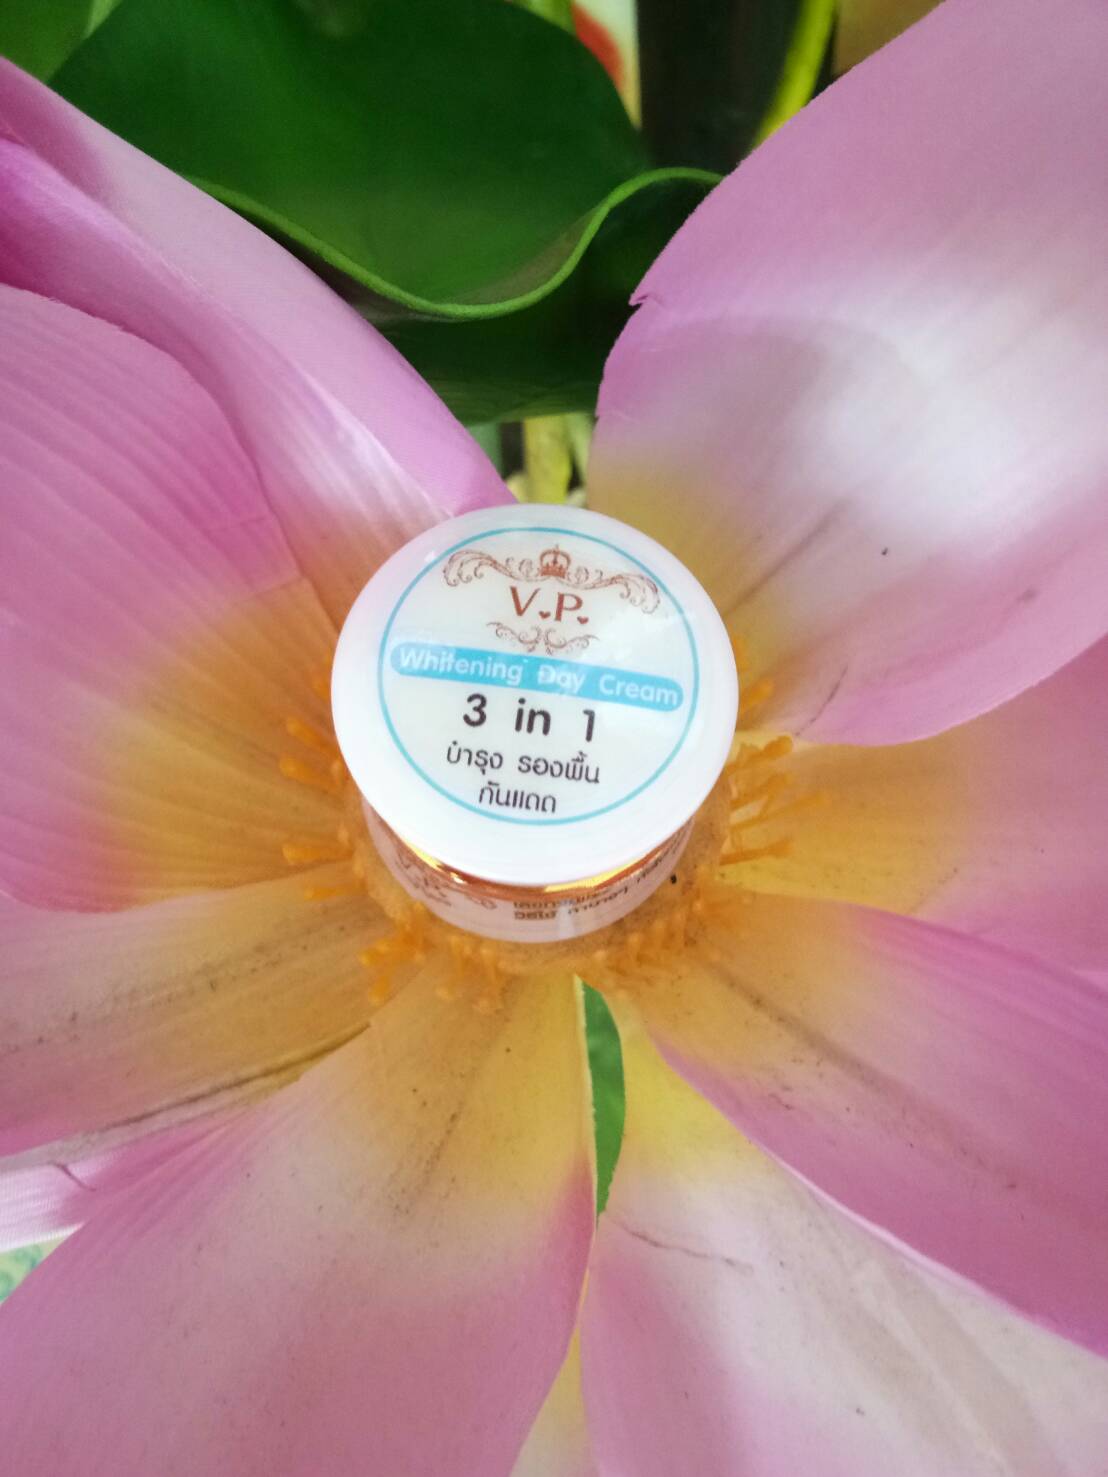 V.P.
Whitening Day Cream
3 in 1
บำรุง รองพื้น
กันแดด